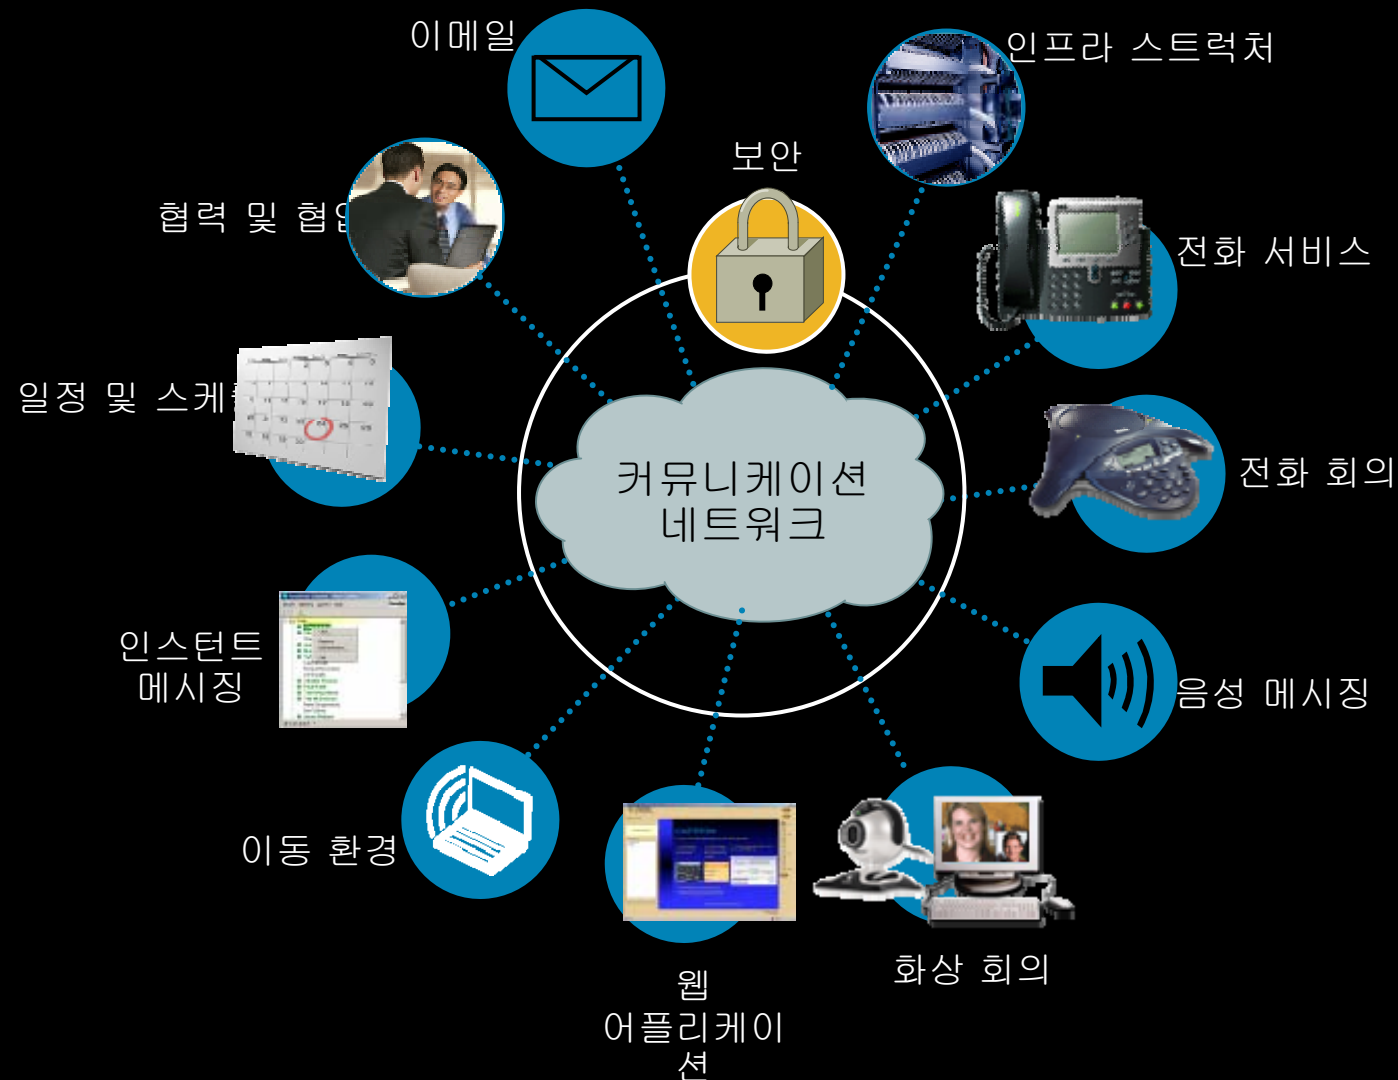 이메일
인프라 스트럭처
보안
협력 및
전화 서비스
일정 및
커뮤니케이션
네트워크
전화 회의
인스턴트
메시징
음성 메시징
이동 환경
화상 회의
웹
어플리케이
션